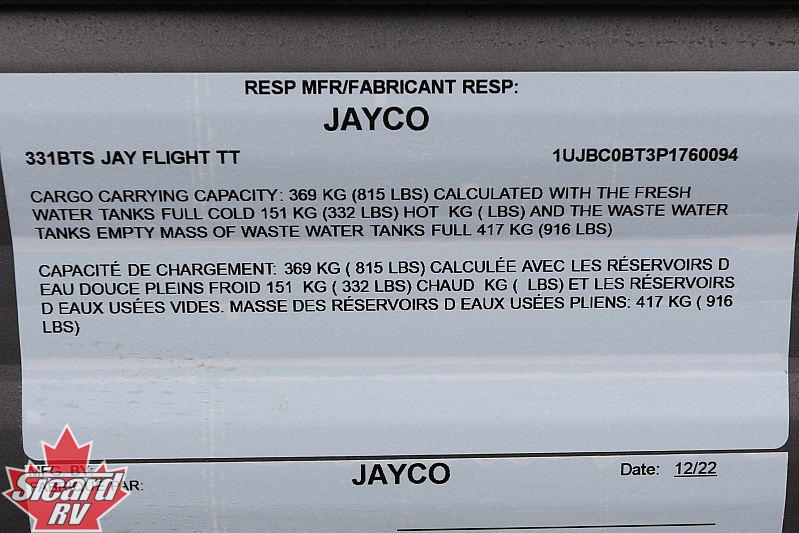 RESP MFR/FABRICANT RESP:
JAYCO
331BTS JAY FLIGHT TT 1UJBC0BT3P1760094
CARGO CARRYING CAPACITY: 369 KG (815 LBS) CALCULATED WITH THE FRESH
WATER TANKS FULL COLD 151 KG (332 LBS) HOT KG ( LBS) AND THE WASTE WATER
TANKS EMPTY MASS OF WASTE WATER TANKS FULL 417 KG (916 LBS)
CAPACITÉ DE CHARGEMENT: 369 KG ( 815 LBS) CALCULÉE AVEC LES RÉSERVOIRS D
EAU DOUCE PLEINS FROID 151 KG ( 332 LBS) CHAUD KG ( LBS) ET LES RÉSERVOIRS
D EAUX USÉES VIDES. MASSE DES RÉSERVOIRS D EAUX USÉES PLIENS: 417 KG ( 916
LBS)
MFG. BY: JAYCO Date: 12/22
FABRIQUE PAR:
Sicard
RV